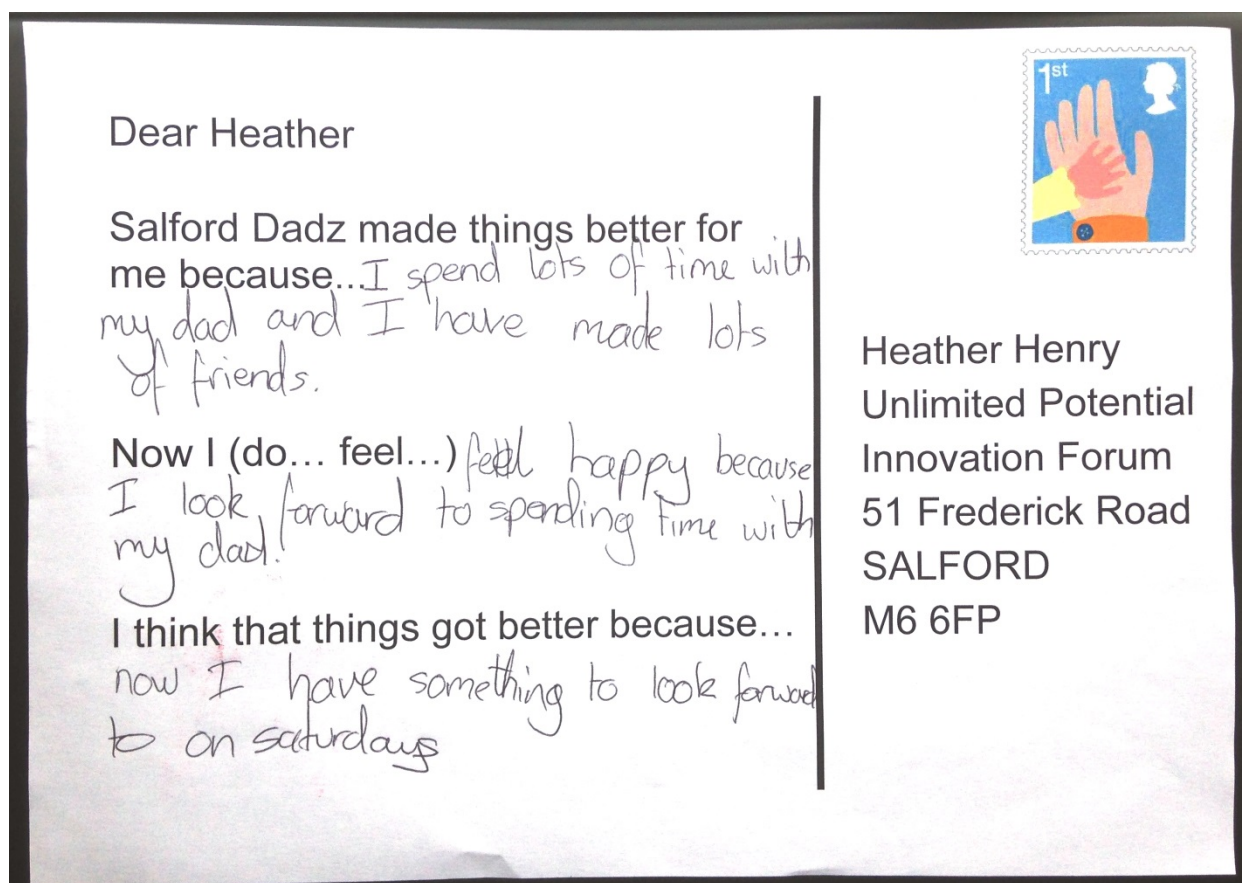 1st
Dear Heather
Salford Dadz made things better for
me because...I spend lots of time with
my dad and I have made lots
of friends.
Now I (do... feel...) feel happy because
I look forward to spending time with
my dad!
I think that things got better because...
now I have something to look forward
to on saturdays
Heather Henry
Unlimited Potential
Innovation Forum
51 Frederick Road
SALFORD
M6 6FP